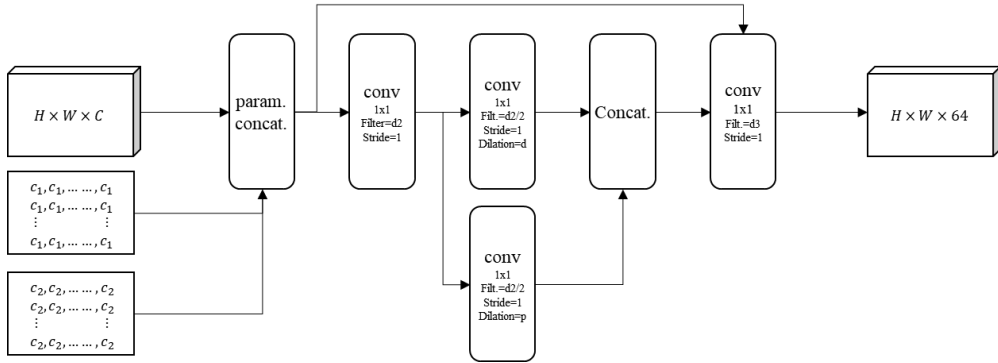 H × W × C
c₁, c₁, … …, c₁
c₁, c₁, … …, c₁
⋮ ⋮
c₁, c₁, … …, c₁
c₂, c₂, … …, c₂
c₂, c₂, … …, c₂
⋮ ⋮
c₂, c₂, … …, c₂
param.
concat.
conv
1x1
Filter=d2
Stride=1
conv
1x1
Filt.=d2/2
Stride=1
Dilation=d
conv
1x1
Filt.=d2/2
Stride=1
Dilation=p
Concat.
conv
1x1
Filt.=d3
Stride=1
H × W × 64